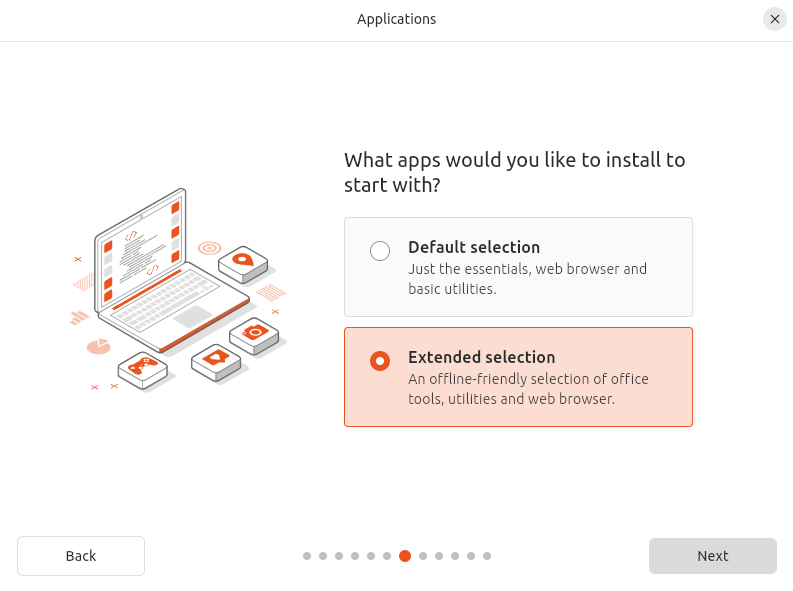 Applications
What apps would you like to install to
start with?
Default selection
Just the essentials, web browser and
basic utilities.
Extended selection
An offline-friendly selection of office
tools, utilities and web browser.
Back
Next